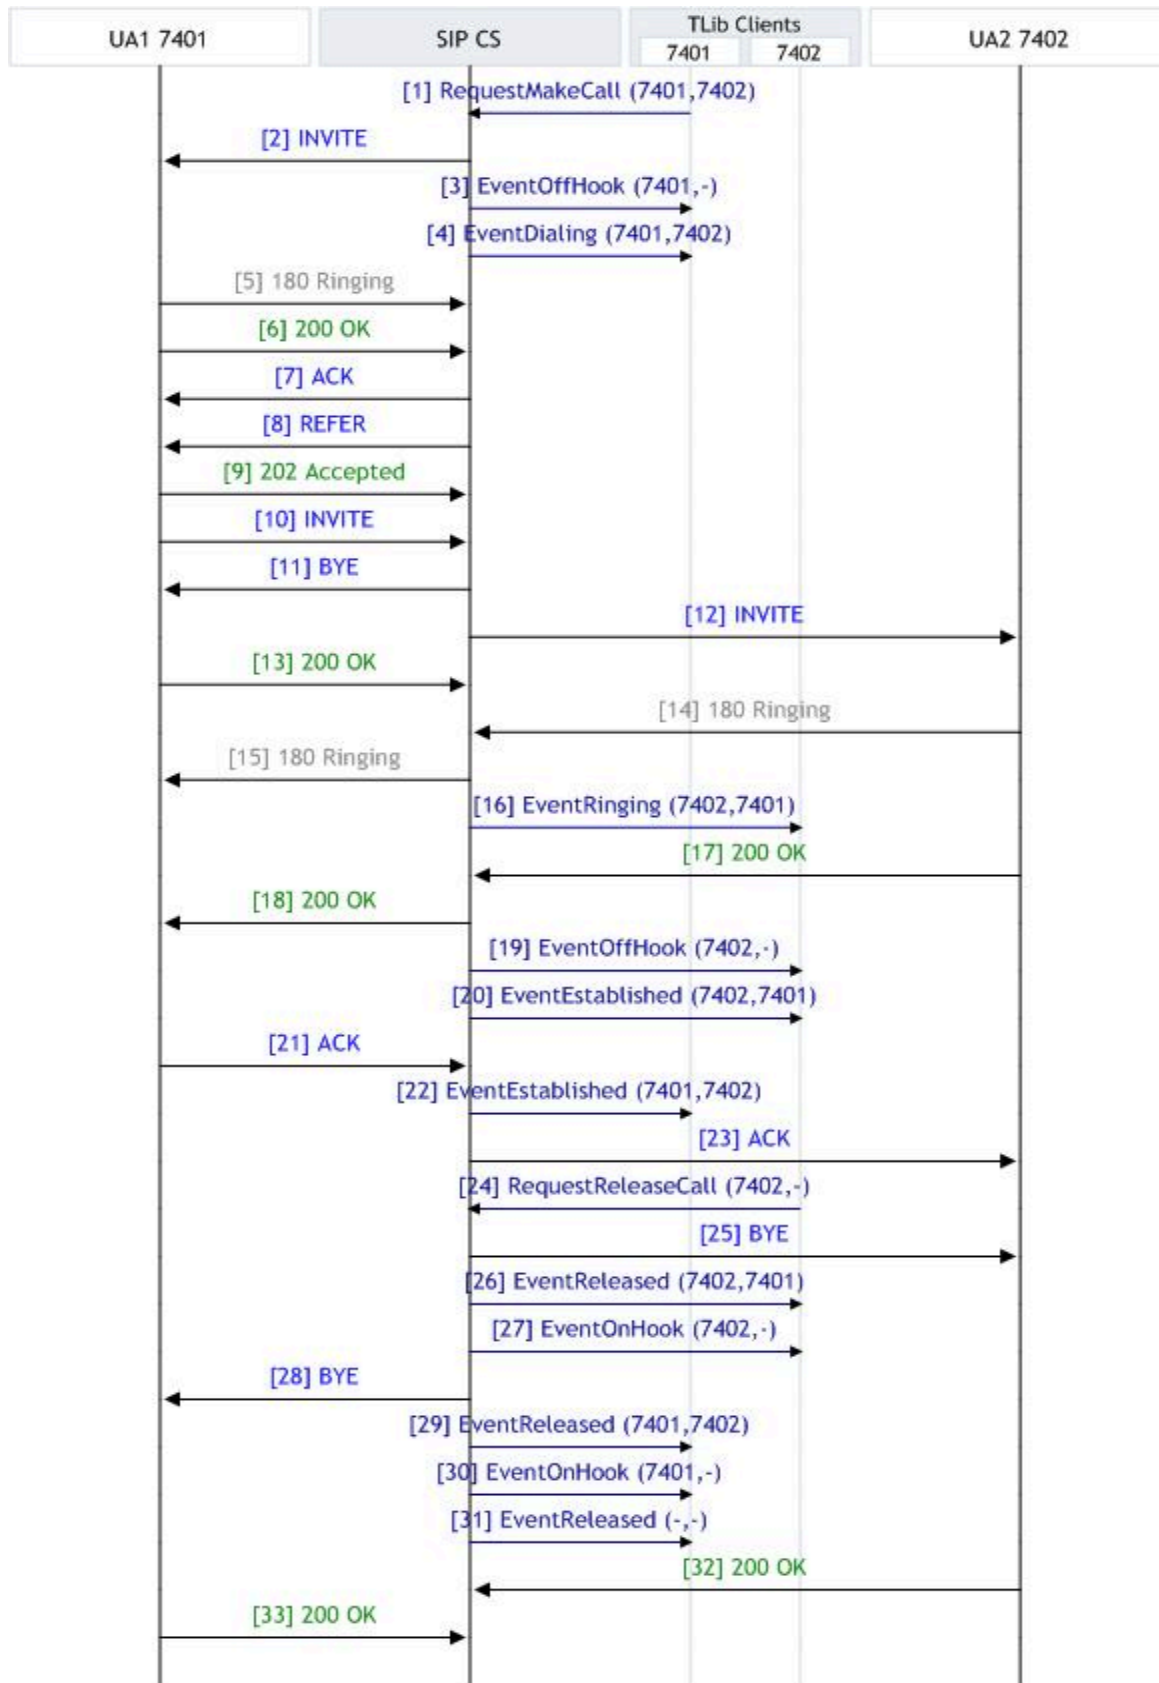 UA1 7401
SIP CS
TLib Clients
7401
7402
UA2 7402
[1] RequestMakeCall (7401,7402)
[2] INVITE
[3] EventOffHook (7401,-)
[4] EventDialing (7401,7402)
[5] 180 Ringing
[6] 200 OK
[7] ACK
[8] REFER
[9] 202 Accepted
[10] INVITE
[11] BYE
[12] INVITE
[13] 200 OK
[14] 180 Ringing
[15] 180 Ringing
[16] EventRinging (7402,7401)
[17] 200 OK
[18] 200 OK
[19] EventOffHook (7402,-)
[20] EventEstablished (7402,7401)
[21] ACK
[22] EventEstablished (7401,7402)
[23] ACK
[24] RequestReleaseCall (7402,-)
[25] BYE
[26] EventReleased (7402,7401)
[27] EventOnHook (7402,-)
[28] BYE
[29] EventReleased (7401,7402)
[30] EventOnHook (7401,-)
[31] EventReleased (-,-)
[32] 200 OK
[33] 200 OK